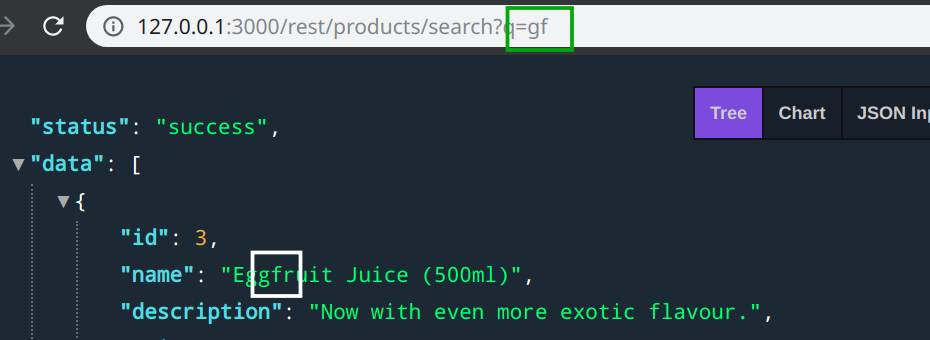 127.0.0.1:3000/rest/products/search?q=gf
Tree Chart JSON Inp
"status": "success",
"data": [
{
"id": 3,
"name": "Eggfruit Juice (500ml)",
"description": "Now with even more exotic flavour.",